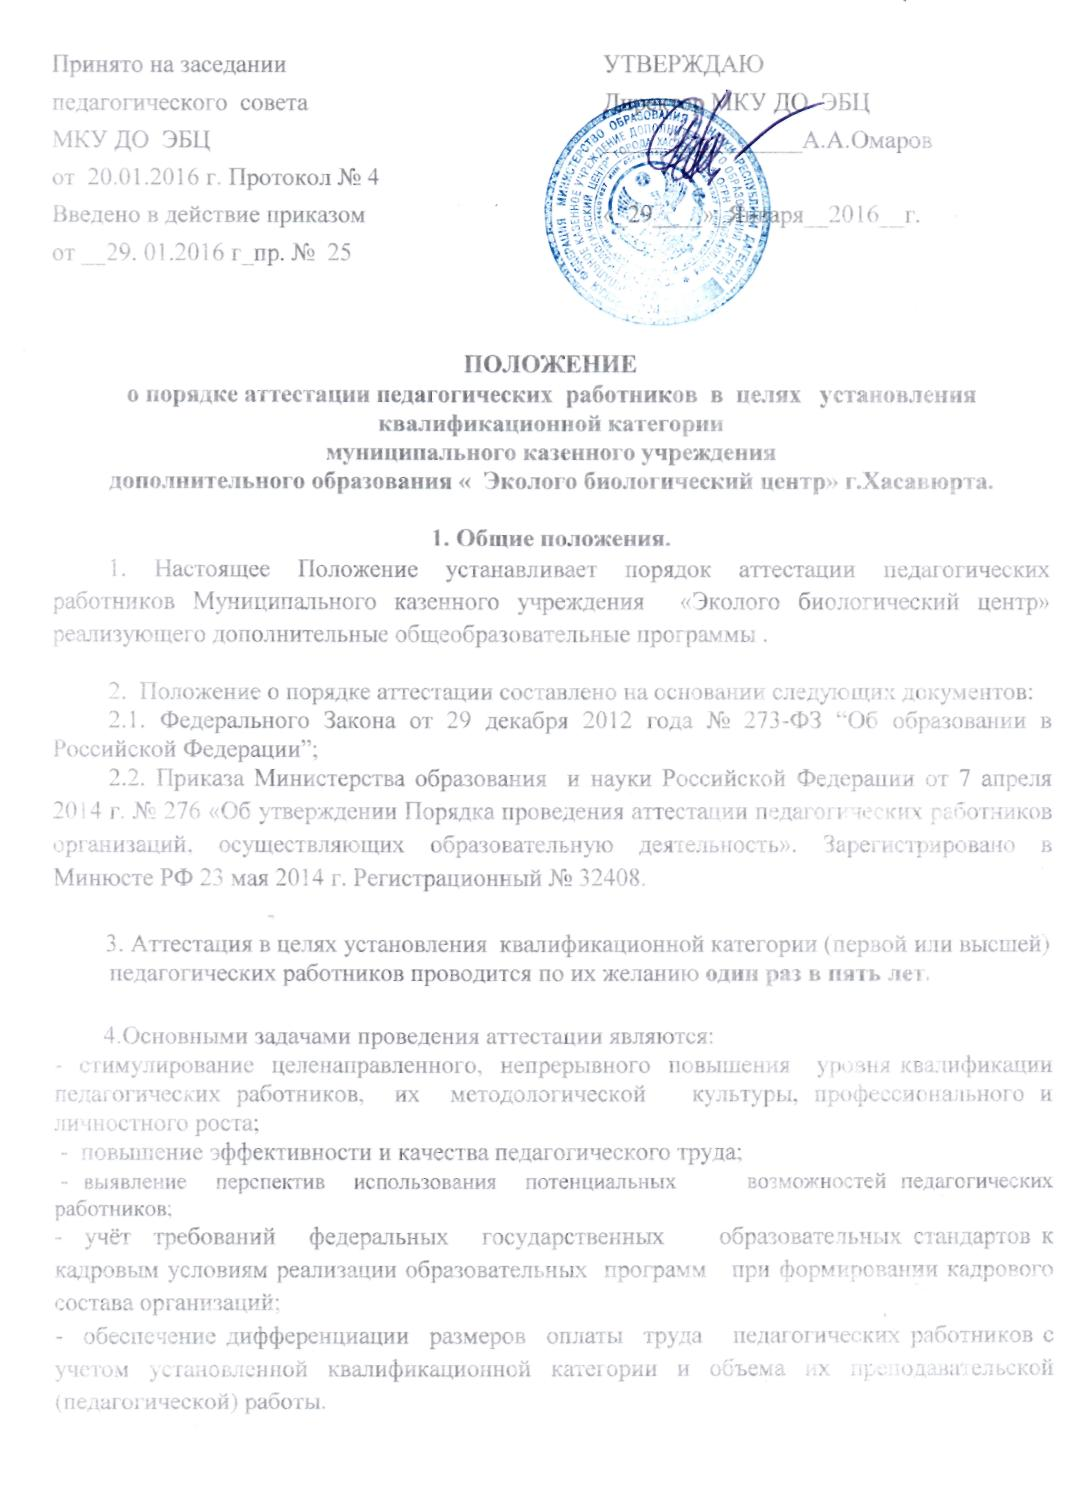 Принято на заседании
педагогического совета
МКУ ДО ЭБЦ
от 20.01.2016 г. Протокол № 4
Введено в действие приказом
от __29. 01.2016 г_пр. № 25
УТВЕРЖДАЮ
Директор МКУ ДО ЭБЦ
А.А.Омаров
«_29____»_Января__2016__г.
ПОЛОЖЕНИЕ
о порядке аттестации педагогических работников в целях установления
квалификационной категории
муниципального казенного учреждения
дополнительного образования « Эколого биологический центр» г.Хасавюрта.
1. Общие положения.
1. Настоящее Положение устанавливает порядок аттестации педагогических
работников Муниципального казенного учреждения «Эколого биологический центр»
реализующего дополнительные общеобразовательные программы .
2. Положение о порядке аттестации составлено на основании следующих документов:
2.1. Федерального Закона от 29 декабря 2012 года № 273-ФЗ “Об образовании в
Российской Федерации”;
2.2. Приказа Министерства образования и науки Российской Федерации от 7 апреля
2014 г. № 276 «Об утверждении Порядка проведения аттестации педагогических работников
организаций, осуществляющих образовательную деятельность». Зарегистрировано в
Минюсте РФ 23 мая 2014 г. Регистрационный № 32408.
3. Аттестация в целях установления квалификационной категории (первой или высшей)
педагогических работников проводится по их желанию один раз в пять лет.
4.Основными задачами проведения аттестации являются:
- стимулирование целенаправленного, непрерывного повышения уровня квалификации
педагогических работников, их методологической культуры, профессионального и
личностного роста;
- повышение эффективности и качества педагогического труда;
- выявление перспектив использования потенциальных возможностей педагогических
работников;
- учёт требований федеральных государственных образовательных стандартов к
кадровым условиям реализации образовательных программ при формировании кадрового
состава организаций;
- обеспечение дифференциации размеров оплаты труда педагогических работников с
учетом установленной квалификационной категории и объема их преподавательской
(педагогической) работы.